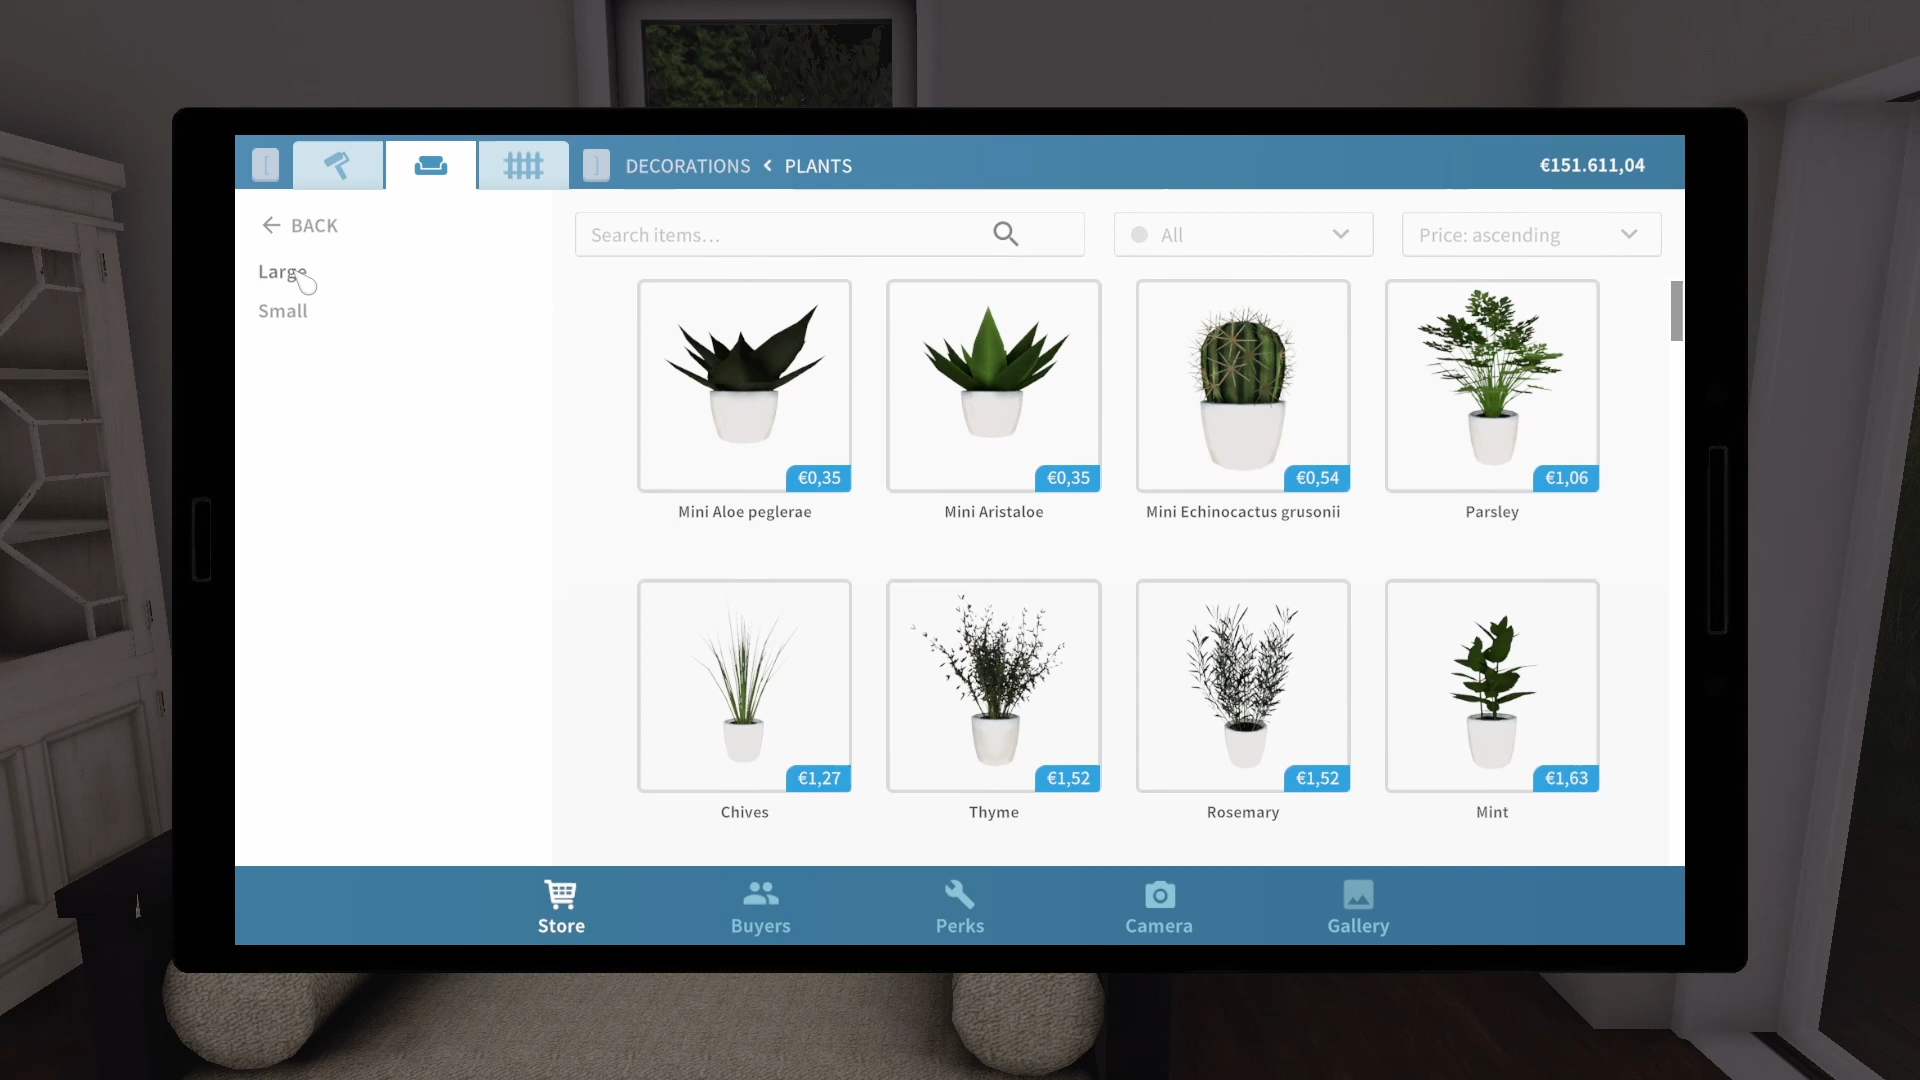 [
]
DECORATIONS < PLANTS
€151.611,04
← BACK
Large
Small
Search items...
All
Price: ascending
€0,35
€0,35
€0,54
€1,06
Mini Aloe peglerae
Mini Aristaloe
Mini Echinocactus grusonii
Parsley
€1,27
€1,52
€1,52
€1,63
Chives
Thyme
Rosemary
Mint
Store
Buyers
Perks
Camera
Gallery